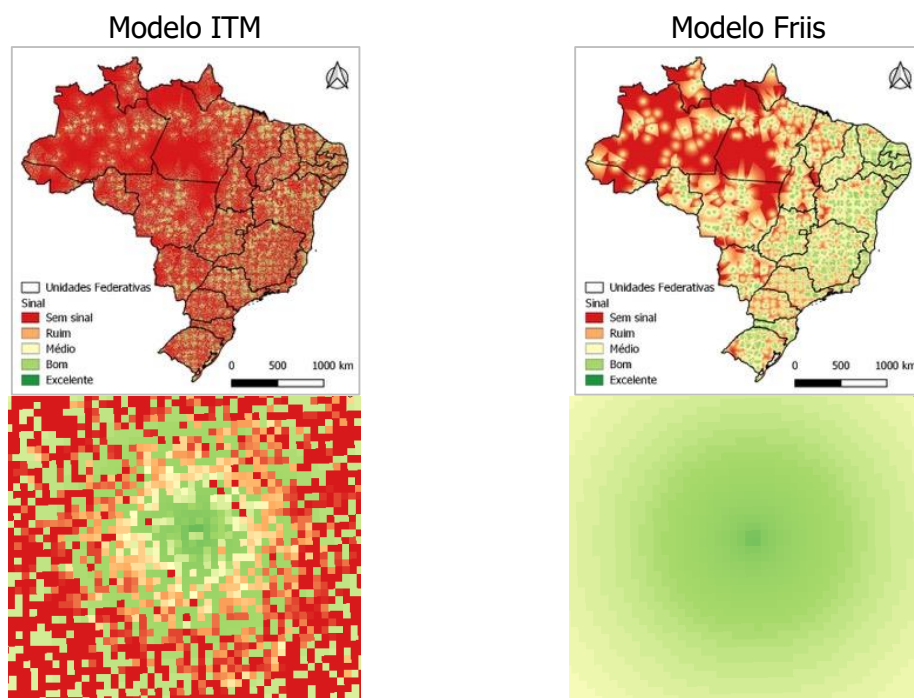 Modelo ITM
Unidades Federativas
Sinal
Sem sinal
Ruim
Médio
Bom
Excelente
0 500 1000 km
Modelo Friis
Unidades Federativas
Sinal
Sem sinal
Ruim
Médio
Bom
Excelente
0 500 1000 km